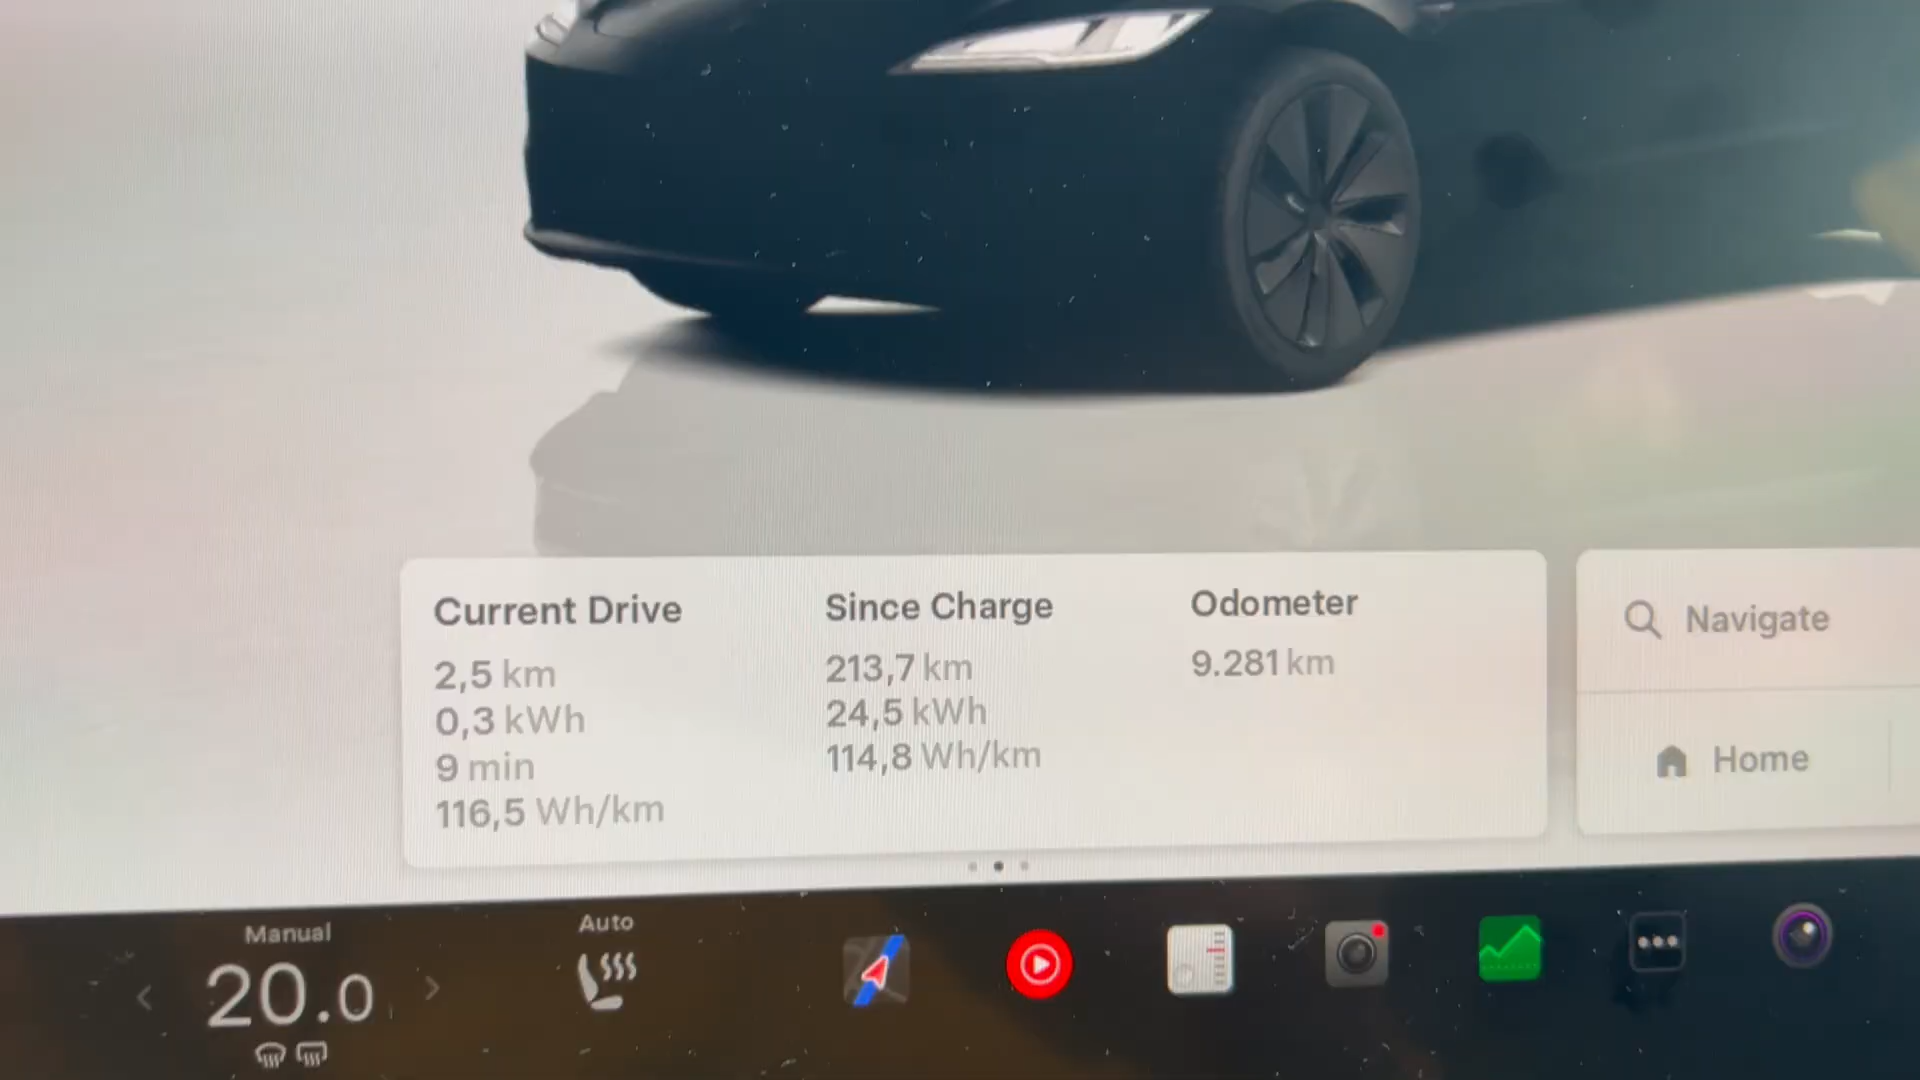 Current Drive
2,5 km
0,3 kWh
9 min
116,5 Wh/km
Since Charge
213,7 km
24,5 kWh
114,8 Wh/km
Odometer
9.281 km
Navigate
Home
Manual
20.0
Auto